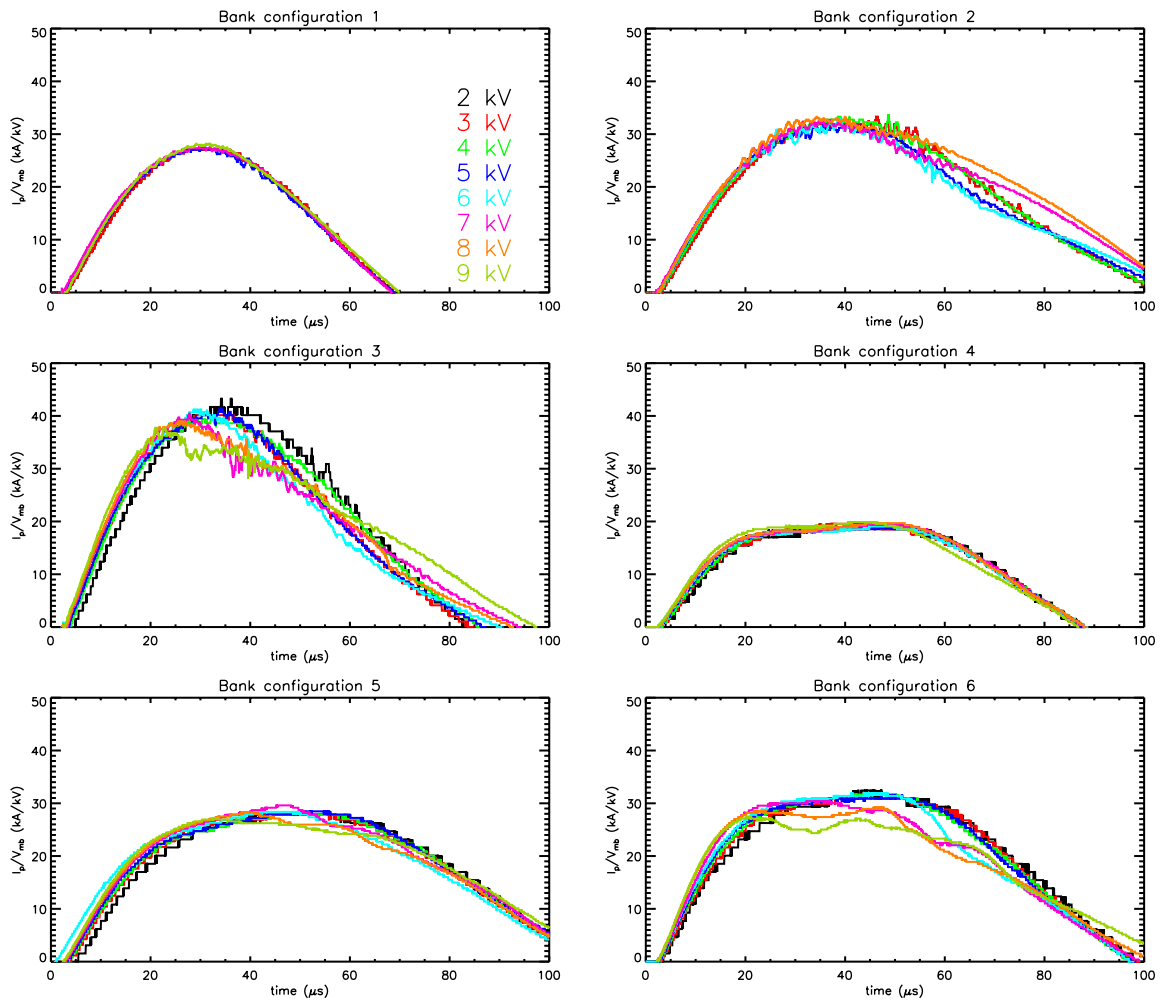 Bank configuration 1
50
40
30
20
10
0
I_p/V_mb (kA/kV)
2 kV
3 kV
4 kV
5 kV
6 kV
7 kV
8 kV
9 kV
0 20 40 60 80 100
time (μs)
Bank configuration 2
50
40
30
20
10
0
I_p/V_mb (kA/kV)
0 20 40 60 80 100
time (μs)
Bank configuration 3
50
40
30
20
10
0
I_p/V_mb (kA/kV)
0 20 40 60 80 100
time (μs)
Bank configuration 4
50
40
30
20
10
0
I_p/V_mb (kA/kV)
0 20 40 60 80 100
time (μs)
Bank configuration 5
50
40
30
20
10
0
I_p/V_mb (kA/kV)
0 20 40 60 80 100
time (μs)
Bank configuration 6
50
40
30
20
10
0
I_p/V_mb (kA/kV)
0 20 40 60 80 100
time (μs)